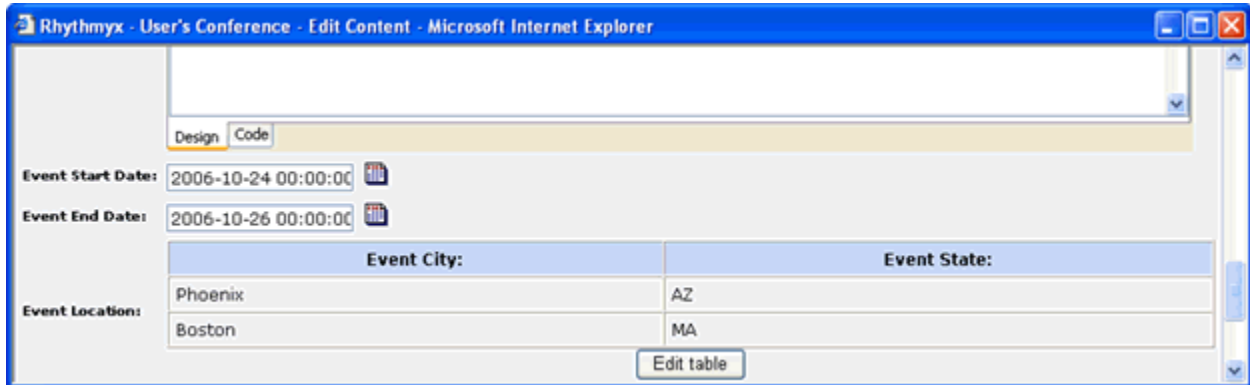 Rhythmyx - User's Conference - Edit Content - Microsoft Internet Explorer
Design Code
Event Start Date: 2006-10-24 00:00:00
Event End Date: 2006-10-26 00:00:00
Event City: Event State:
Event Location:
Phoenix AZ
Boston MA
Edit table